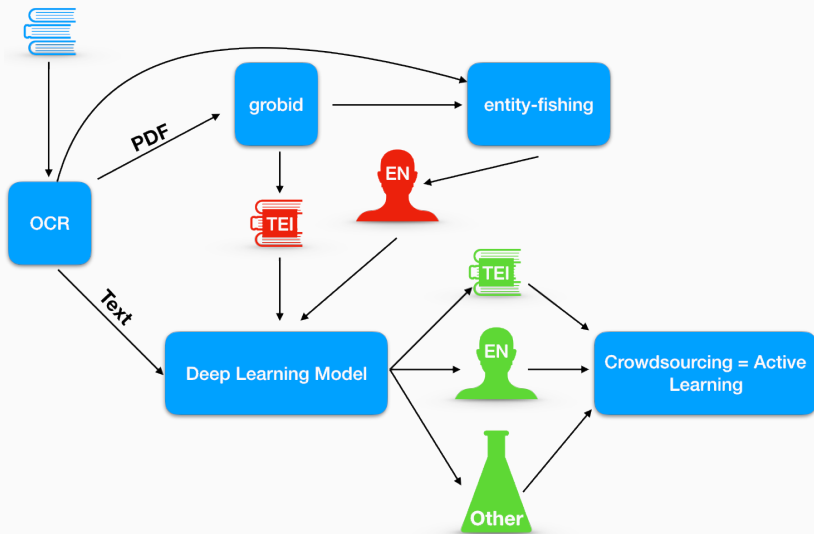 grobid
entity-fishing
PDF
EN
OCR
TEI
TEI
Text
EN
Deep Learning Model
Crowdsourcing = Active
Learning
Other